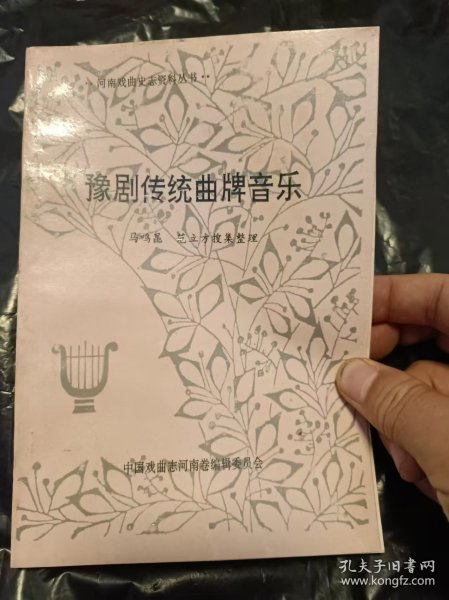 ··河南戏曲史志资料丛书··
豫剧传统曲牌音乐
马鸣昆 范立方搜集整理
中国戏曲志河南卷编辑委员会
孔夫子旧书网
www.kongfz.com